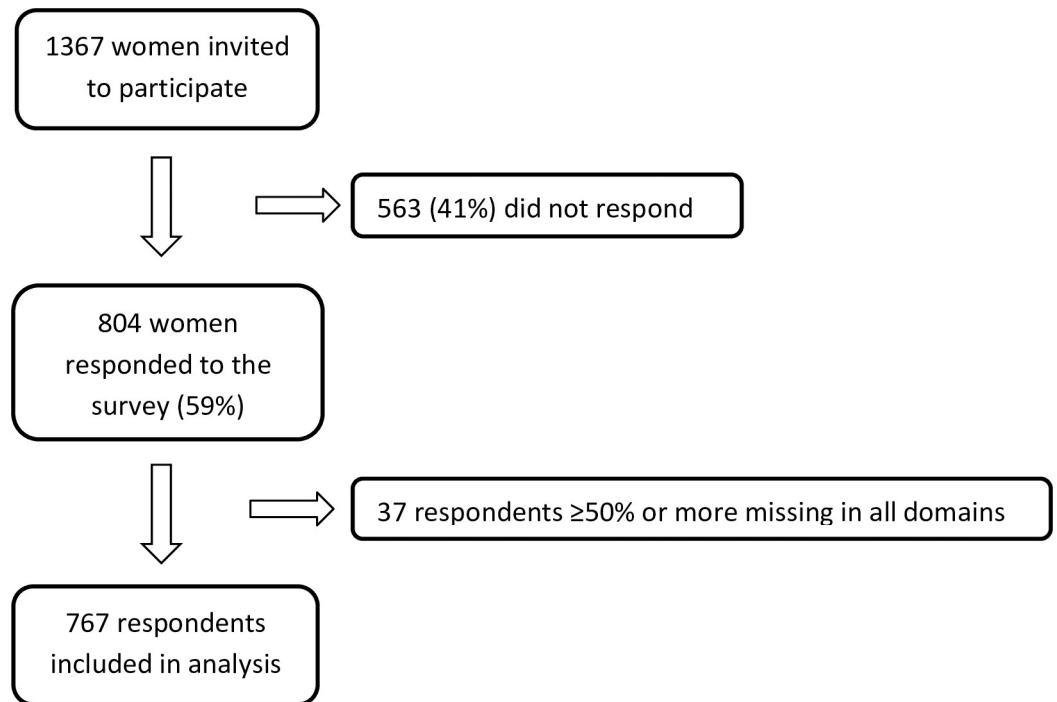 1367 women invited
to participate
563 (41%) did not respond
804 women
responded to the
survey (59%)
37 respondents ≥50% or more missing in all domains
767 respondents
included in analysis